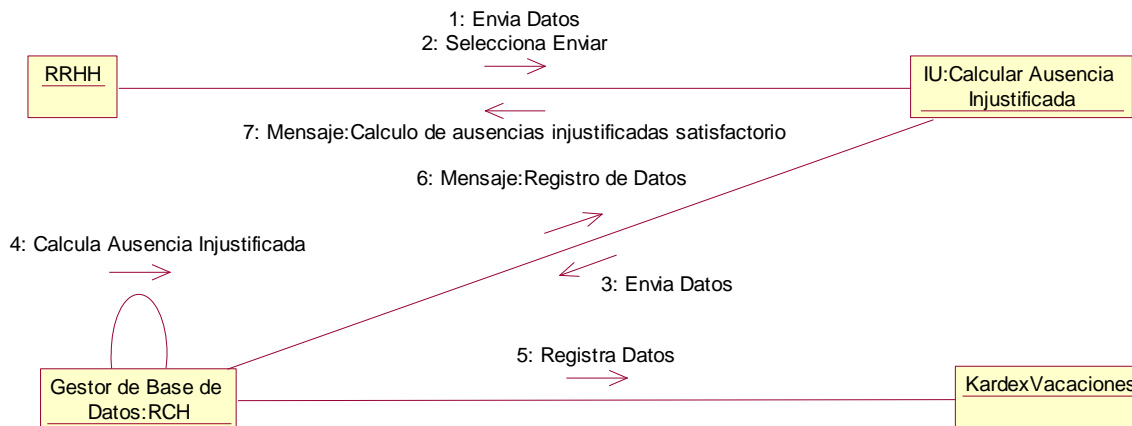 1: Envia Datos
2: Selecciona Enviar
RRHH
IU:Calcular Ausencia
Injustificada
7: Mensaje:Calculo de ausencias injustificadas satisfactorio
6: Mensaje:Registro de Datos
4: Calcula Ausencia Injustificada
3: Envia Datos
5: Registra Datos
Gestor de Base de
Datos:RCH
KardexVacaciones